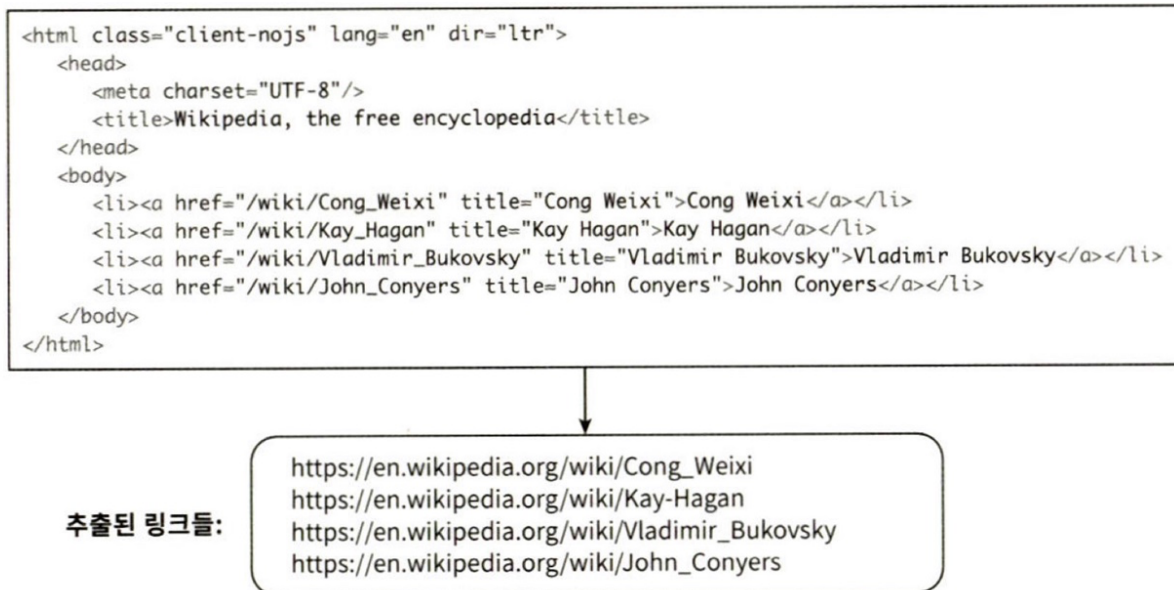 <html class="client-nojs" lang="en" dir="ltr">
<head>
<meta charset="UTF-8"/>
<title>Wikipedia, the free encyclopedia</title>
</head>
<body>
<li><a href="/wiki/Cong_Weixi" title="Cong Weixi">Cong Weixi</a></li>
<li><a href="/wiki/Kay_Hagan" title="Kay Hagan">Kay Hagan</a></li>
<li><a href="/wiki/Vladimir_Bukovsky" title="Vladimir Bukovsky">Vladimir Bukovsky</a></li>
<li><a href="/wiki/John_Conyers" title="John Conyers">John Conyers</a></li>
</body>
</html>
추출된 링크들:
https://en.wikipedia.org/wiki/Cong_Weixi
https://en.wikipedia.org/wiki/Kay-Hagan
https://en.wikipedia.org/wiki/Vladimir_Bukovsky
https://en.wikipedia.org/wiki/John_Conyers